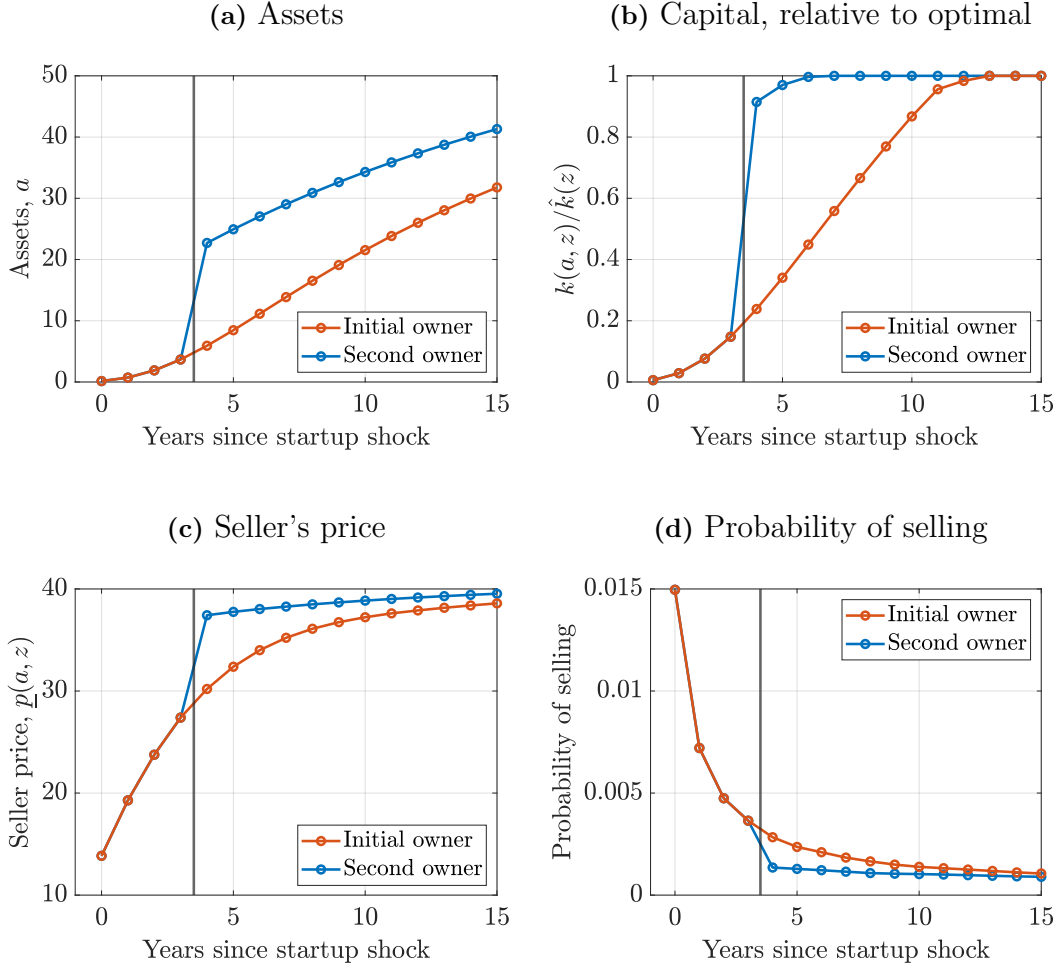 (a) Assets
50
40
30
20
10
0
Assets, a
0 5 10 15
Years since startup shock
Initial owner
Second owner
(b) Capital, relative to optimal
1
0.8
0.6
0.4
0.2
0
k(a, z)/k̂(z)
0 5 10 15
Years since startup shock
Initial owner
Second owner
(c) Seller's price
40
30
20
10
Seller price, p̲(a, z)
0 5 10 15
Years since startup shock
Initial owner
Second owner
(d) Probability of selling
0.015
0.01
0.005
0
Probability of selling
0 5 10 15
Years since startup shock
Initial owner
Second owner